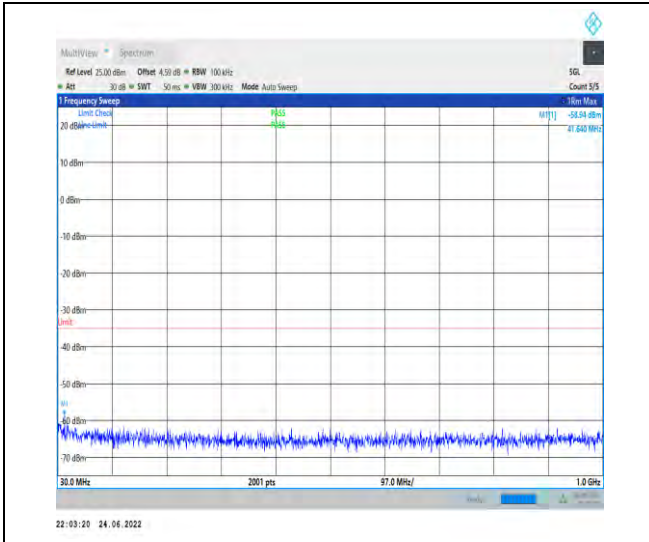 MultiView Spectrum
Ref Level 25.00 dBm Offset 4.59 dB RBW 100 kHz SGL
Att 30 dB SWT 50 ms VBW 300 kHz Mode Auto Sweep Count 5/5
1 Frequency Sweep 1Rm Max
Limit Check PASS M1[1] -58.94 dBm
20 dBm Line Limit PASS 41.640 MHz
10 dBm
0 dBm
-10 dBm
-20 dBm
-30 dBm
Limit
-40 dBm
-50 dBm
M1
-60 dBm
-70 dBm
30.0 MHz 2001 pts 97.0 MHz/ 1.0 GHz
22:03:20 24.06.2022